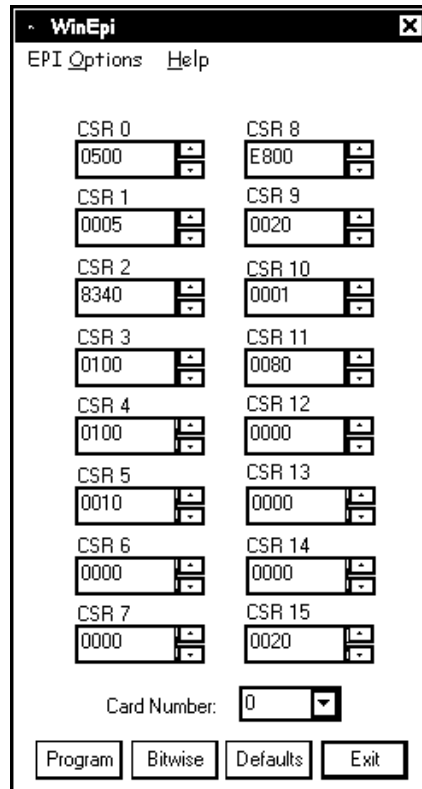 WinEpi
EPI Options Help
CSR 0 CSR 8
0500 E800
CSR 1 CSR 9
0005 0020
CSR 2 CSR 10
8340 0001
CSR 3 CSR 11
0100 0080
CSR 4 CSR 12
0100 0000
CSR 5 CSR 13
0010 0000
CSR 6 CSR 14
0000 0000
CSR 7 CSR 15
0000 0020
Card Number: 0
Program Bitwise Defaults Exit